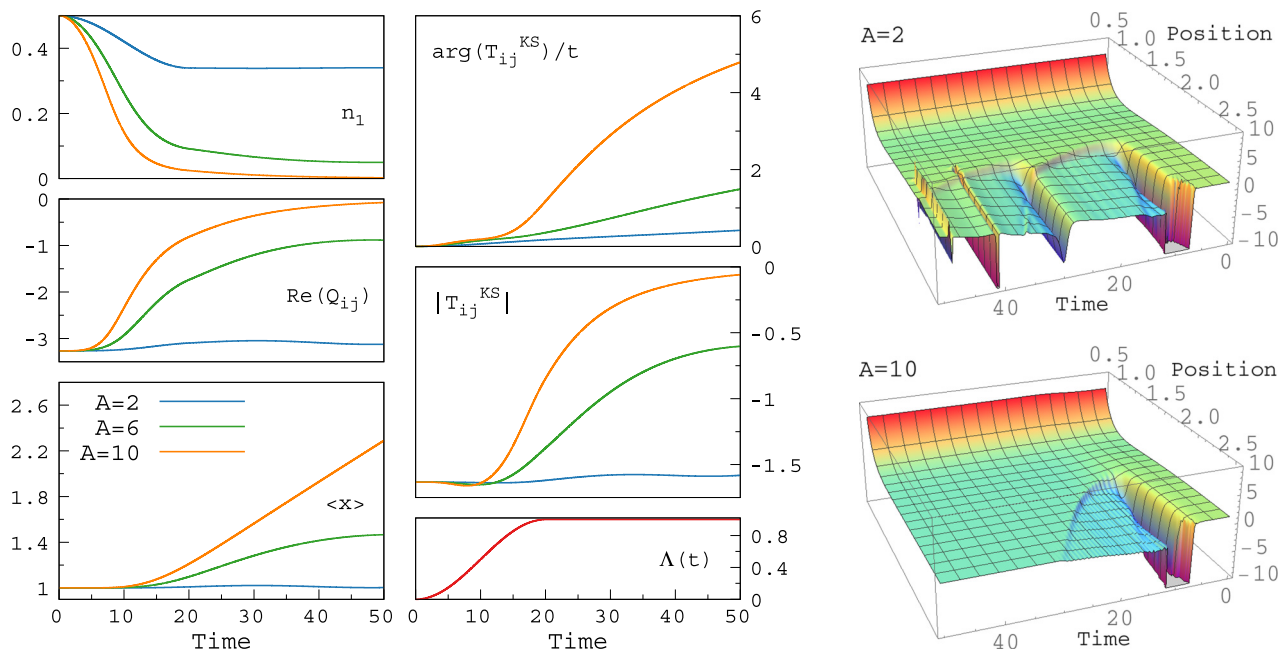 0.4
0.2
0
n1
0
-1
-2
-3
Re(Qij)
2.6
2.2
1.8
1.4
1
A=2
A=6
A=10
<x>
0 10 20 30 40 50
Time
arg(TijKS)/t
6
4
2
0
|TijKS|
0
-0.5
-1
-1.5
Λ(t)
0.8
0.4
0
0 10 20 30 40 50
Time
A=2
Position
0.5
1.0
1.5
2.0
2.5
10
5
0
-5
-10
0
20
40
Time
A=10
Position
0.5
1.0
1.5
2.0
2.5
10
5
0
-5
-10
0
20
40
Time